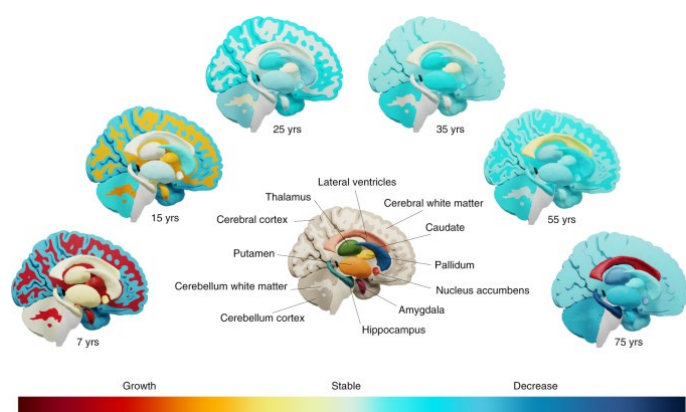 25 yrs
35 yrs
15 yrs
55 yrs
Lateral ventricles
Thalamus
Cerebral white matter
Cerebral cortex
Caudate
Putamen
Pallidum
Cerebellum white matter
Nucleus accumbens
Amygdala
Cerebellum cortex
Hippocampus
7 yrs
75 yrs
Growth
Stable
Decrease